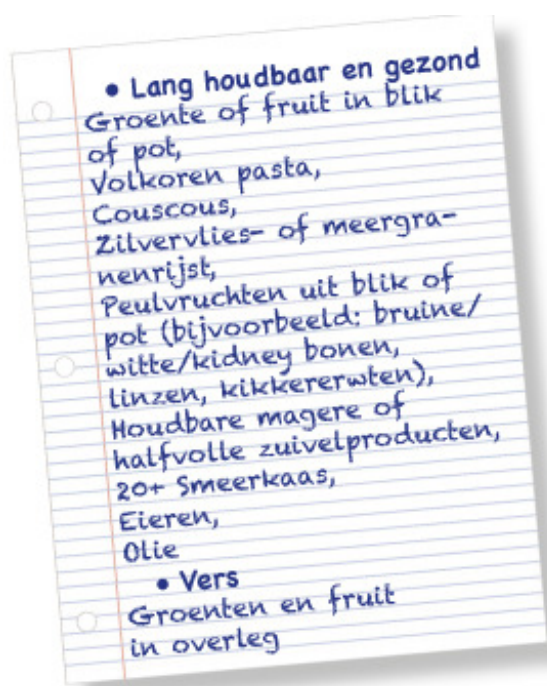 • Lang houdbaar en gezond
Groente of fruit in blik
of pot,
Volkoren pasta,
Couscous,
Zilvervlies- of meergra-
nenrijst,
Peulvruchten uit blik of
pot (bijvoorbeeld: bruine/
witte/kidney bonen,
linzen, kikkererwten),
Houdbare magere of
halfvolle zuivelproducten,
20+ Smeerkaas,
Eieren,
Olie
• Vers
Groenten en fruit
in overleg